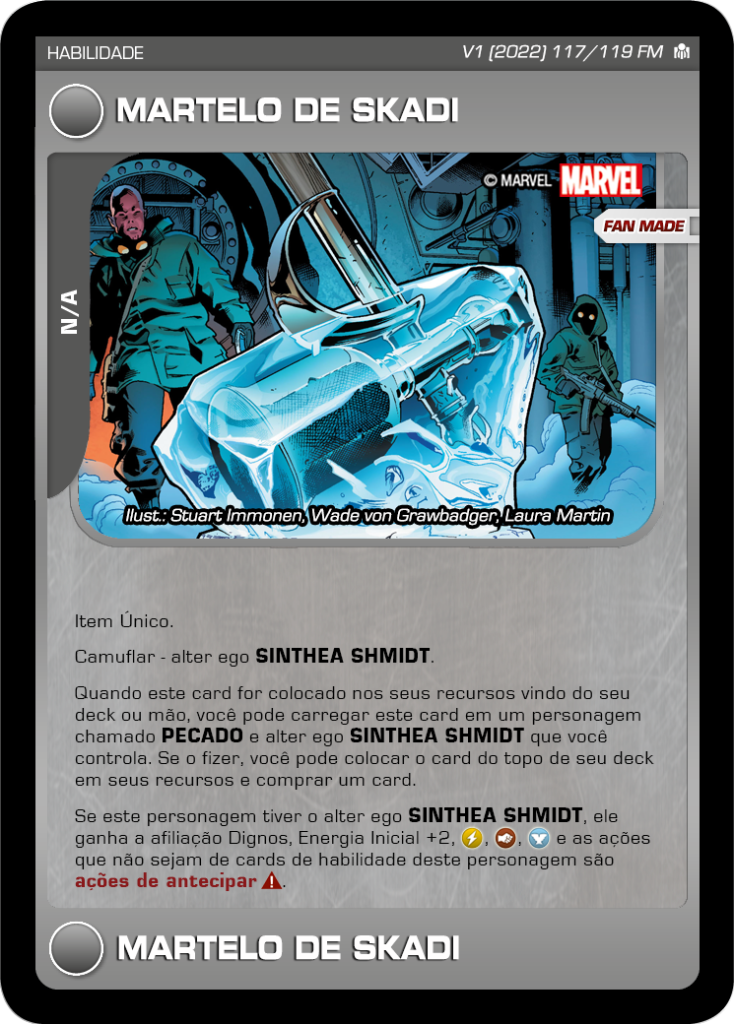 HABILIDADE
V1 (2022) 117/119 FM
MARTELO DE SKADI
© MARVEL MARVEL
FAN MADE
N/A
Ilust.: Stuart Immonen, Wade von Grawbadger, Laura Martin
Item Único.
Camuflar - alter ego SINTHEA SHMIDT.
Quando este card for colocado nos seus recursos vindo do seu
deck ou mão, você pode carregar este card em um personagem
chamado PECADO e alter ego SINTHEA SHMIDT que você
controla. Se o fizer, você pode colocar o card do topo de seu deck
em seus recursos e comprar um card.
Se este personagem tiver o alter ego SINTHEA SHMIDT, ele
ganha a afiliação Dignos, Energia Inicial +2, , , e as ações
que não sejam de cards de habilidade deste personagem são
ações de antecipar .
MARTELO DE SKADI